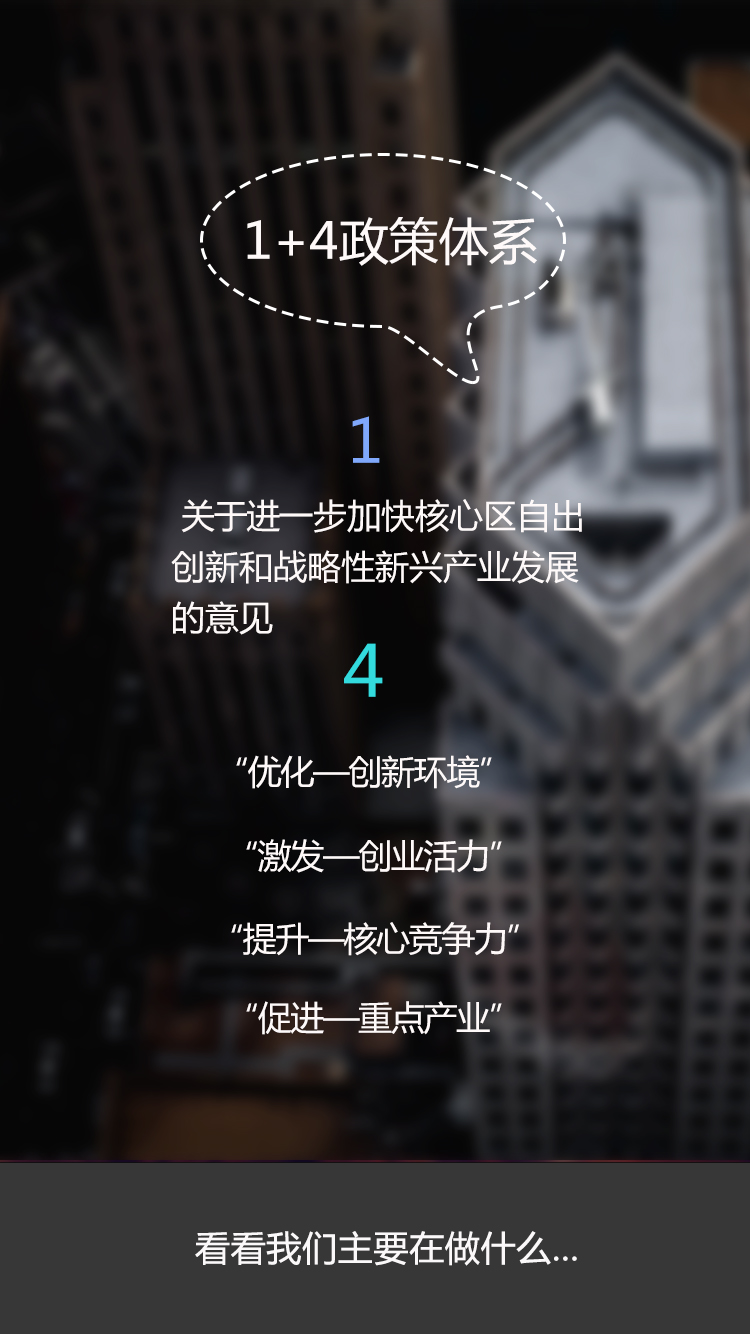 1+4政策体系
1
关于进一步加快核心区自出
创新和战略性新兴产业发展
的意见
4
“优化—创新环境”
“激发—创业活力”
“提升—核心竞争力”
“促进—重点产业”
看看我们主要在做什么...